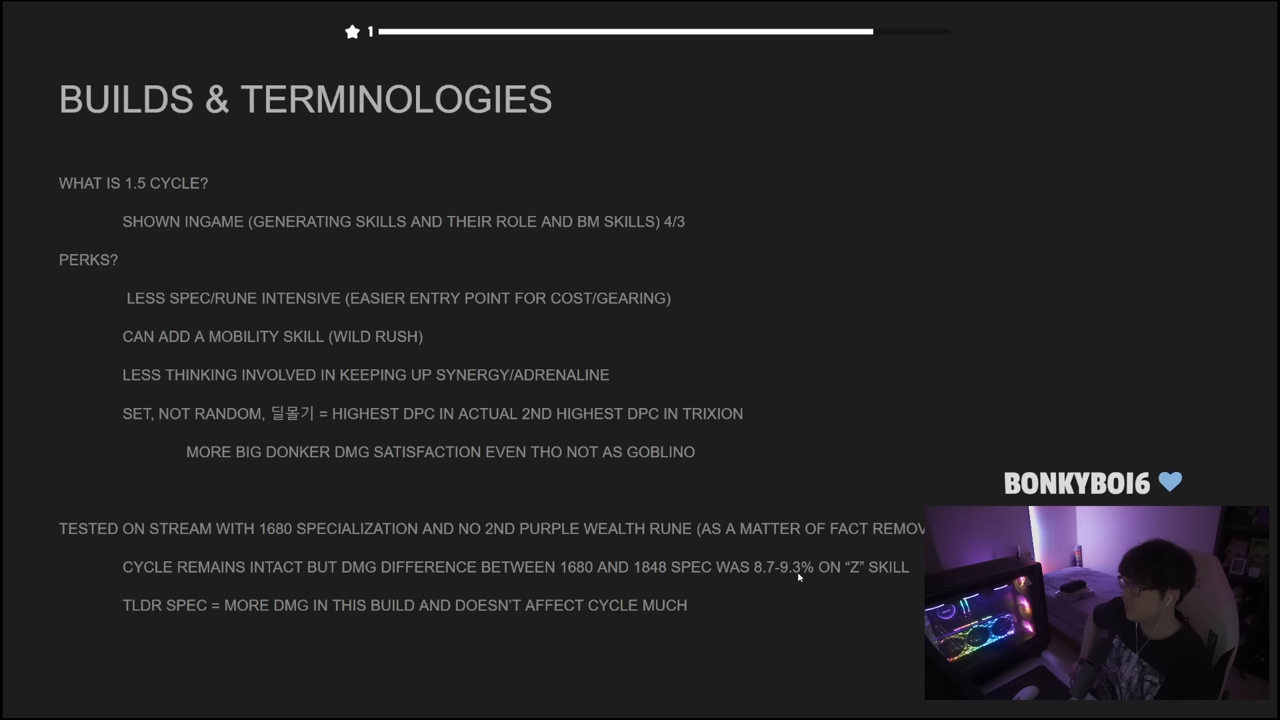 1
BUILDS & TERMINOLOGIES
WHAT IS 1.5 CYCLE?
SHOWN INGAME (GENERATING SKILLS AND THEIR ROLE AND BM SKILLS) 4/3
PERKS?
LESS SPEC/RUNE INTENSIVE (EASIER ENTRY POINT FOR COST/GEARING)
CAN ADD A MOBILITY SKILL (WILD RUSH)
LESS THINKING INVOLVED IN KEEPING UP SYNERGY/ADRENALINE
SET, NOT RANDOM, 딜몰기 = HIGHEST DPC IN ACTUAL 2ND HIGHEST DPC IN TRIXION
MORE BIG DONKER DMG SATISFACTION EVEN THO NOT AS GOBLINO
BONKYBOI6
TESTED ON STREAM WITH 1680 SPECIALIZATION AND NO 2ND PURPLE WEALTH RUNE (AS A MATTER OF FACT REMOV
CYCLE REMAINS INTACT BUT DMG DIFFERENCE BETWEEN 1680 AND 1848 SPEC WAS 8.7-9.3% ON “Z” SKILL
TLDR SPEC = MORE DMG IN THIS BUILD AND DOESN’T AFFECT CYCLE MUCH